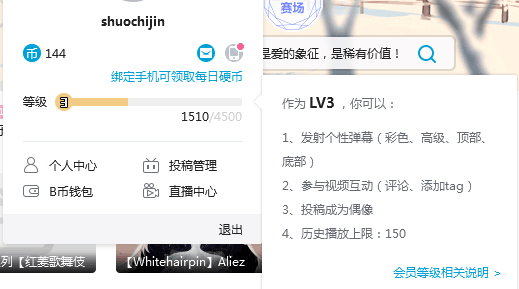 赛场
shuochijin
币 144
是爱的象征，是稀有价值！
绑定手机可领取每日硬币
等级 3
1510/4500
个人中心 投稿管理
B币钱包 直播中心
退出
列【红菱歌舞伎
【Whitehairpin】Aliez
作为 LV3 ，你可以：
1、发射个性弹幕（彩色、高级、顶部、
底部）
2、参与视频互动（评论、添加tag）
3、投稿成为偶像
4、历史播放上限：150
会员等级相关说明 >